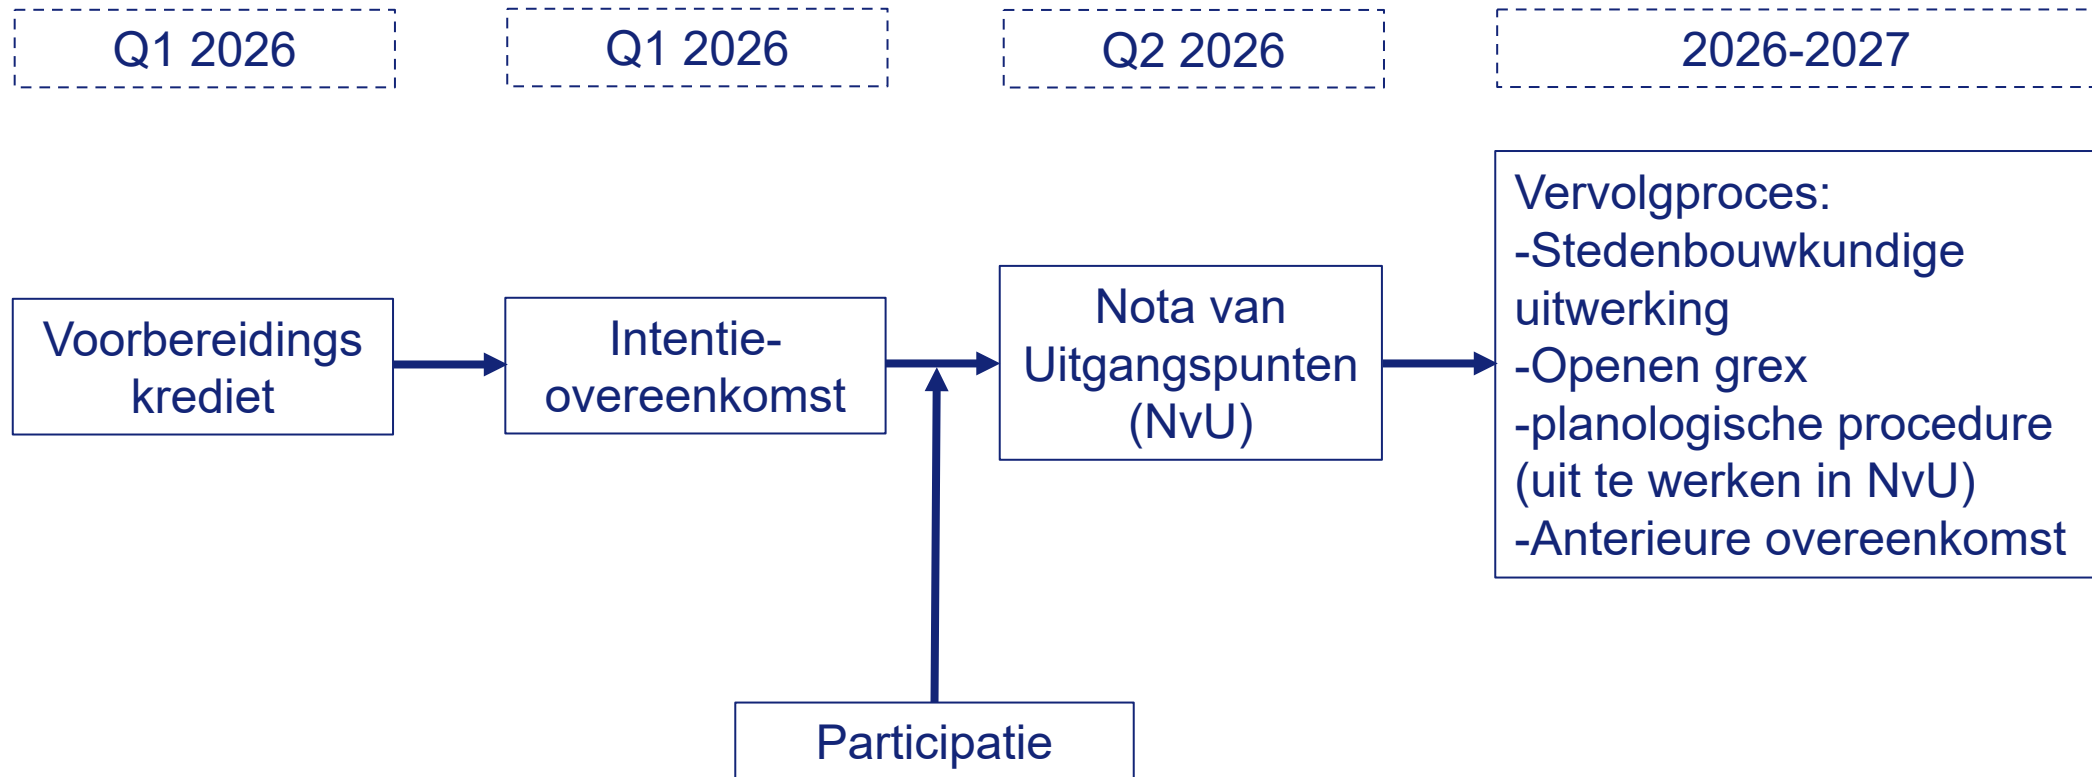 Q1 2026
Q1 2026
Q2 2026
2026-2027
Voorbereidings
krediet
Intentie-
overeenkomst
Nota van
Uitgangspunten
(NvU)
Vervolgproces:
-Stedenbouwkundige
uitwerking
-Openen grex
-planologische procedure
(uit te werken in NvU)
-Anterieure overeenkomst
Participatie